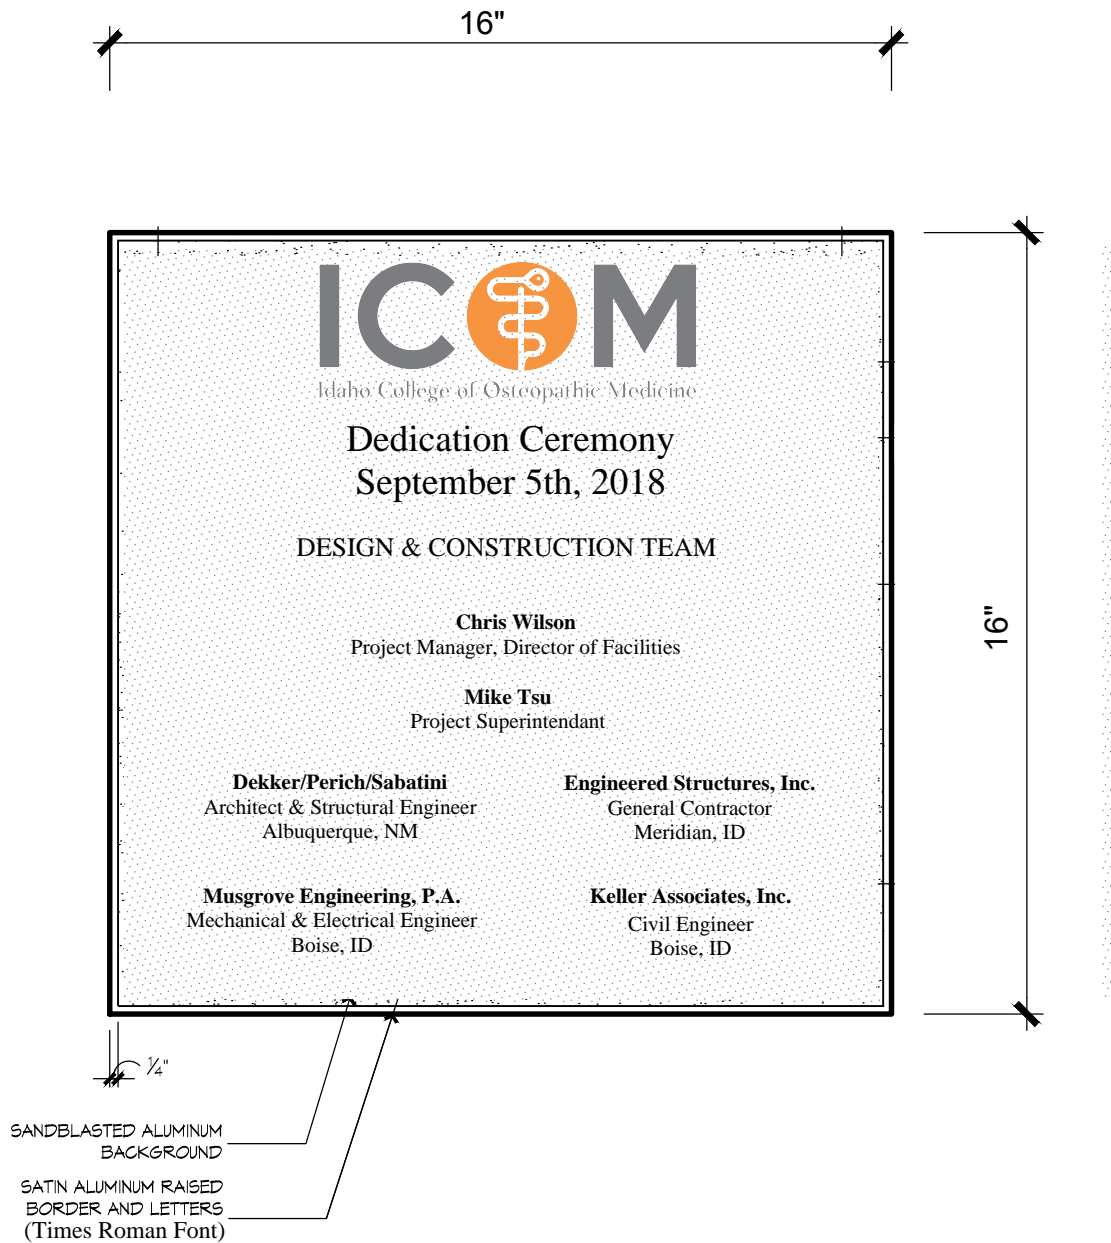 16"
ICOM
Idaho College of Osteopathic Medicine
Dedication Ceremony
September 5th, 2018
DESIGN & CONSTRUCTION TEAM
Chris Wilson
Project Manager, Director of Facilities
Mike Tsu
Project Superintendant
Dekker/Perich/Sabatini
Architect & Structural Engineer
Albuquerque, NM
Engineered Structures, Inc.
General Contractor
Meridian, ID
Musgrove Engineering, P.A.
Mechanical & Electrical Engineer
Boise, ID
Keller Associates, Inc.
Civil Engineer
Boise, ID
16"
¼"
SANDBLASTED ALUMINUM
BACKGROUND
SATIN ALUMINUM RAISED
BORDER AND LETTERS
(Times Roman Font)